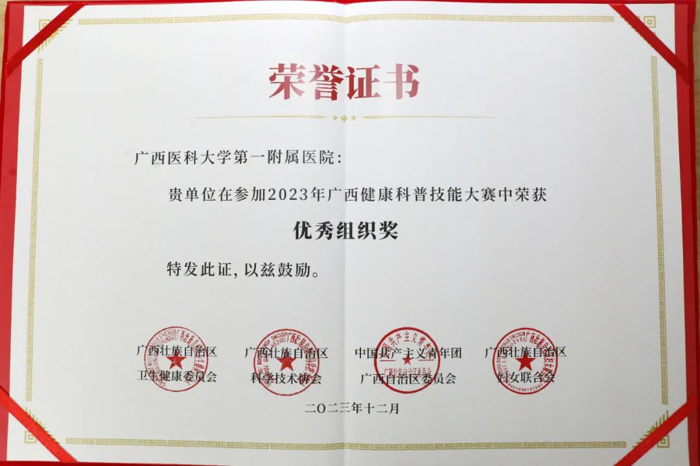 荣誉证书
广西医科大学第一附属医院：
贵单位在参加2023年广西健康科普技能大赛中荣获
优秀组织奖
特发此证，以兹鼓励。
广西壮族自治区 广西壮族自治区 中国共产主义青年团 广西壮族自治区
卫生健康委员会 科学技术协会 广西自治区委员会 妇女联合会
二〇二三年十二月